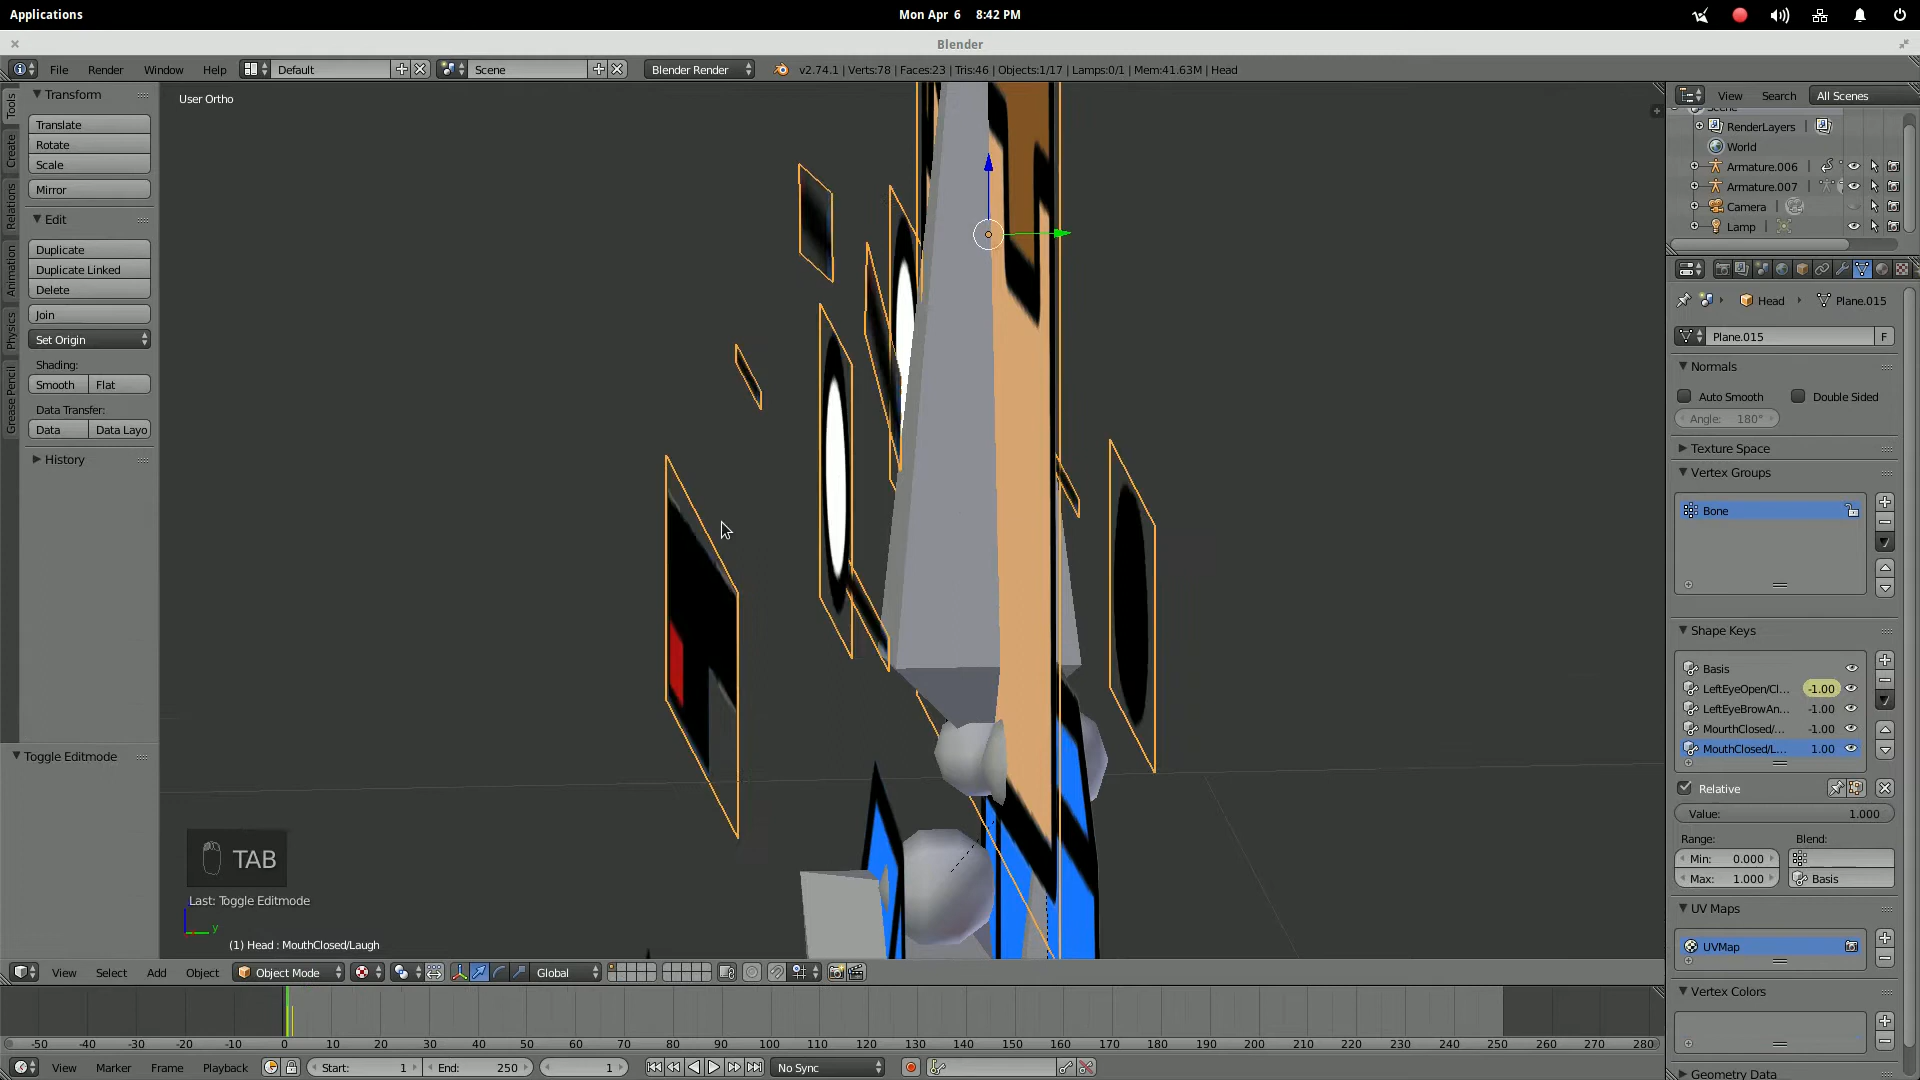 Applications
Mon Apr 6 8:42 PM
Blender
File Render Window Help Default Scene Blender Render v2.74.1 | Verts:78 | Faces:23 | Tris:46 | Objects:1/17 | Lamps:0/1 | Mem:41.63M | Head
Tools
Create
Relations
Animation
Physics
Grease Pencil
Transform
Translate
Rotate
Scale
Mirror
Edit
Duplicate
Duplicate Linked
Delete
Join
Set Origin
Shading:
Smooth Flat
Data Transfer:
Data Data Layo
History
Toggle Editmode
User Ortho
TAB
Last: Toggle Editmode
y
(1) Head : MouthClosed/Laugh
View Select Add Object Object Mode Global
-50 -40 -30 -20 -10 0 10 20 30 40 50 60 70 80 90 100 110 120 130 140 150 160 170 180 190 200 210 220 230 240 250 260 270 280
View Marker Frame Playback Start: 1 End: 250 1 No Sync
View Search All Scenes
RenderLayers
World
Armature.006
Armature.007
Camera
Lamp
Head Plane.015
Plane.015 F
Normals
Auto Smooth Double Sided
Angle: 180°
Texture Space
Vertex Groups
Bone
Shape Keys
Basis
LeftEyeOpen/Cl... -1.00
LeftEyeBrowAn... -1.00
MourthClosed/... -1.00
MouthClosed/L... 1.00
Relative
Value: 1.000
Range: Blend:
Min: 0.000
Max: 1.000 Basis
UV Maps
UVMap
Vertex Colors
Geometry Data